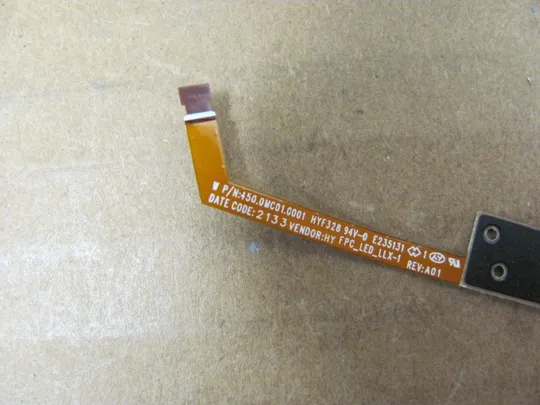 P/N:450.0MC01.0001 HYF328 94V-0 E235131 1
DATE CODE: 2133 VENDOR:HY FPC_LED_LLX-1 REV:A01